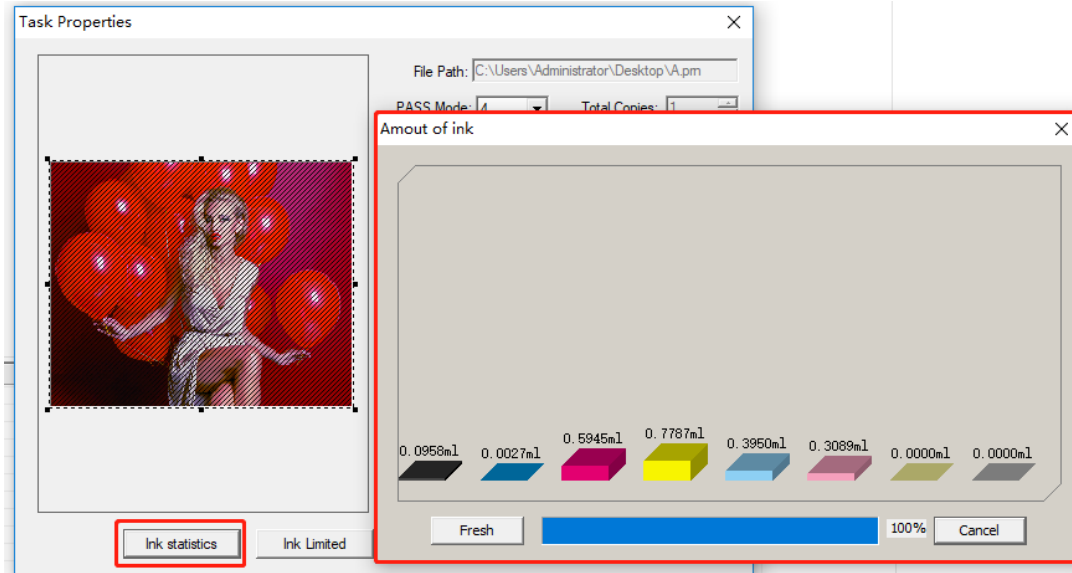 Task Properties
File Path: C:\Users\Administrator\Desktop\A.prn
PASS Mode: 4 Total Copies: 1
Amout of ink
0.0958ml 0.0027ml 0.5945ml 0.7787ml 0.3950ml 0.3089ml 0.0000ml 0.0000ml
Fresh 100% Cancel
Ink statistics Ink Limited